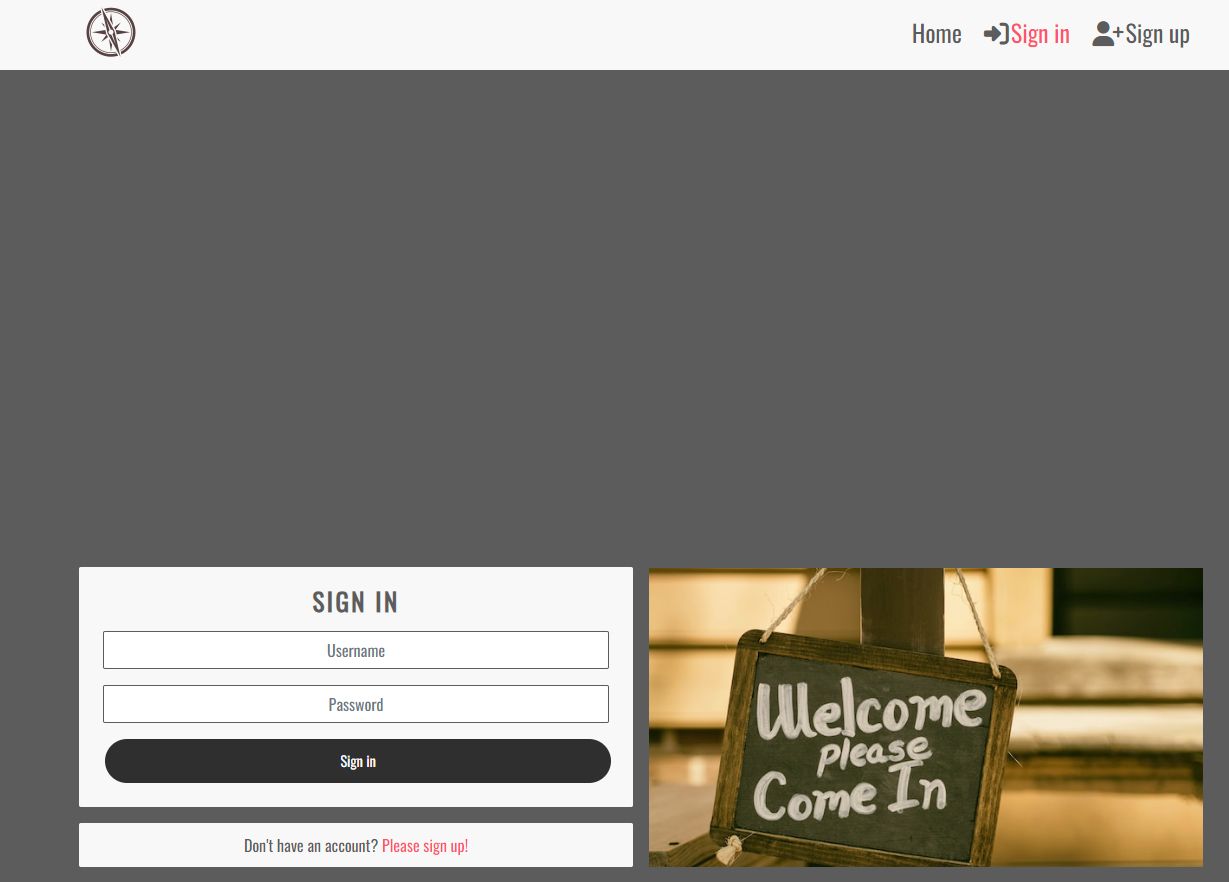 Home Sign in Sign up
SIGN IN
Username
Password
Sign in
Don't have an account? Please sign up!
Welcome
please
Come In